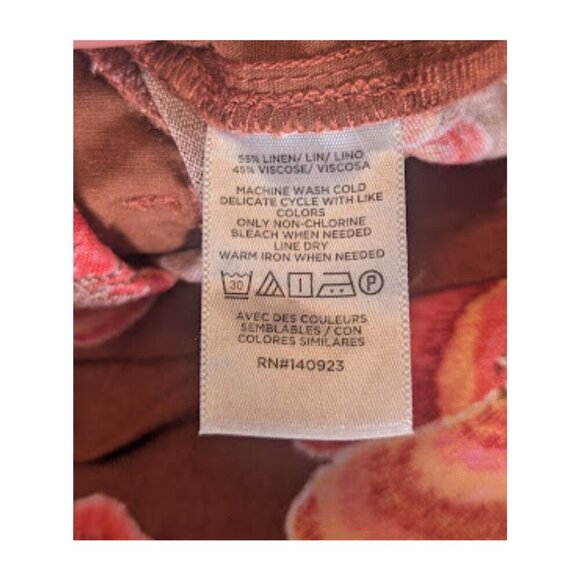 55% LINEN/ LIN/ LINO
45% VISCOSE/ VISCOSA
MACHINE WASH COLD
DELICATE CYCLE WITH LIKE
COLORS
ONLY NON-CHLORINE
BLEACH WHEN NEEDED
LINE DRY
WARM IRON WHEN NEEDED
30 P
AVEC DES COULEURS
SEMBLABLES / CON
COLORES SIMILARES
RN#140923